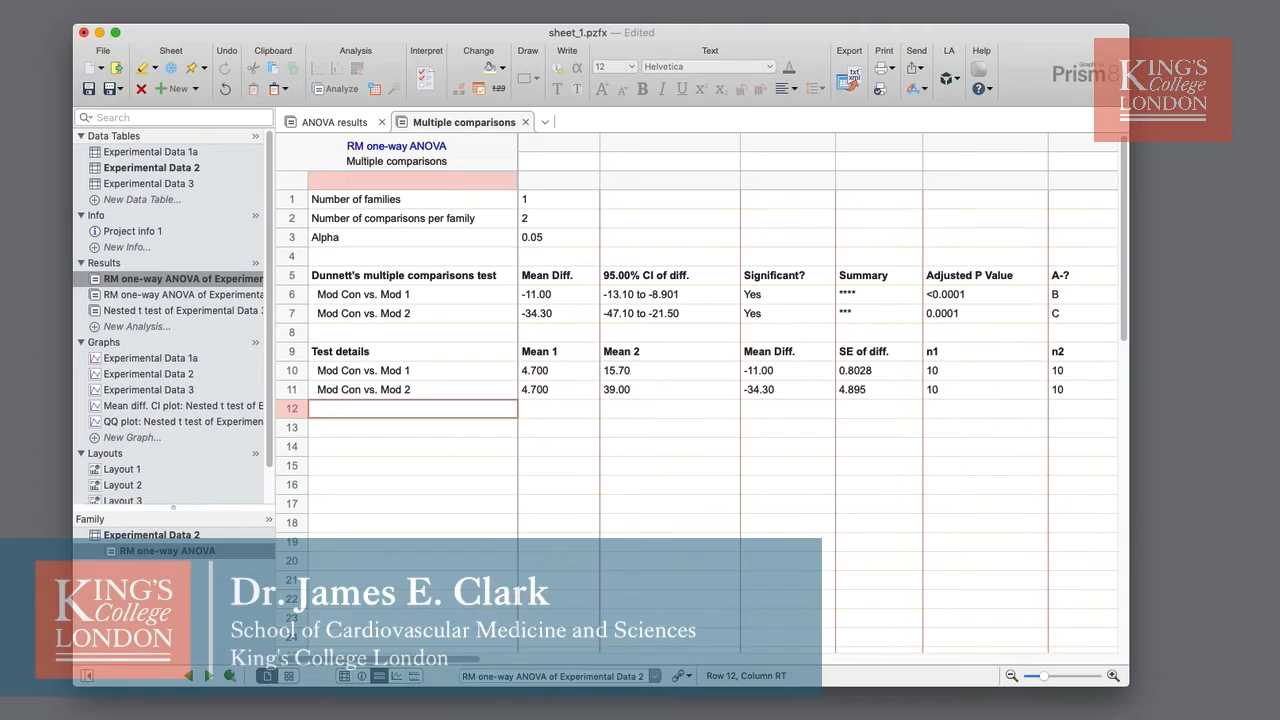 sheet_1.pzfx — Edited
File Sheet Undo Clipboard Analysis Interpret Change Draw Write Text Export Print Send LA Help
New Analyze 12 Helvetica Prism 8
KING'S
College
LONDON
Search
Data Tables
Experimental Data 1a
Experimental Data 2
Experimental Data 3
New Data Table...
Info
Project info 1
New Info...
Results
RM one-way ANOVA of Experimen
RM one-way ANOVA of Experimenta
Nested t test of Experimental Data
New Analysis...
Graphs
Experimental Data 1a
Experimental Data 2
Experimental Data 3
Mean diff. CI plot: Nested t test of E
QQ plot: Nested t test of Experimen
New Graph...
Layouts
Layout 1
Layout 2
Layout 3
Family
Experimental Data 2
RM one-way ANOVA
ANOVA results Multiple comparisons
RM one-way ANOVA
Multiple comparisons
1 Number of families 1
2 Number of comparisons per family 2
3 Alpha 0.05
4
5 Dunnett's multiple comparisons test Mean Diff. 95.00% CI of diff. Significant? Summary Adjusted P Value A-?
6 Mod Con vs. Mod 1 -11.00 -13.10 to -8.901 Yes **** <0.0001 B
7 Mod Con vs. Mod 2 -34.30 -47.10 to -21.50 Yes *** 0.0001 C
8
9 Test details Mean 1 Mean 2 Mean Diff. SE of diff. n1 n2
10 Mod Con vs. Mod 1 4.700 15.70 -11.00 0.8028 10 10
11 Mod Con vs. Mod 2 4.700 39.00 -34.30 4.895 10 10
12
13
14
15
16
17
18
19
20
21
22
23
24
KING'S
College
LONDON
Dr. James E. Clark
School of Cardiovascular Medicine and Sciences
King's College London
RM one-way ANOVA of Experimental Data 2 Row 12, Column RT